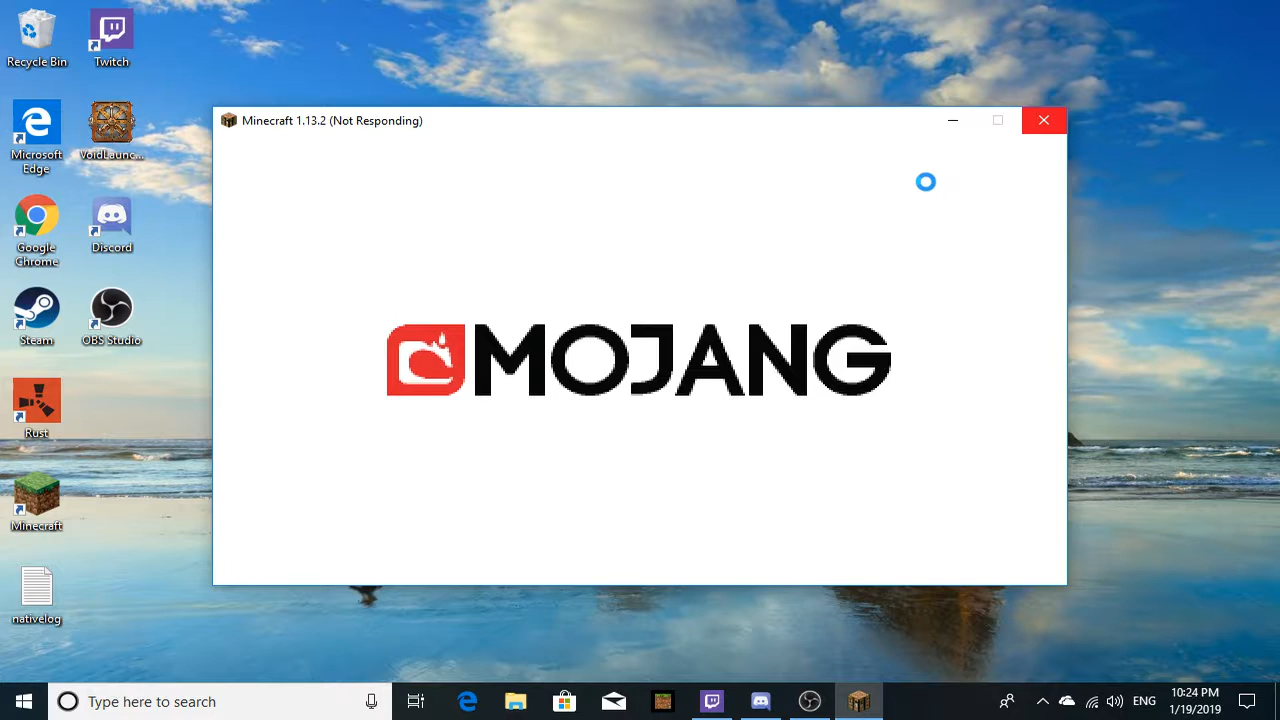 Recycle Bin
Twitch
Microsoft
Edge
VoidLaunc...
Google
Chrome
Discord
Steam
OBS Studio
Rust
Minecraft
nativelog
Minecraft 1.13.2 (Not Responding)
MOJANG
Type here to search
ENG
10:24 PM
1/19/2019